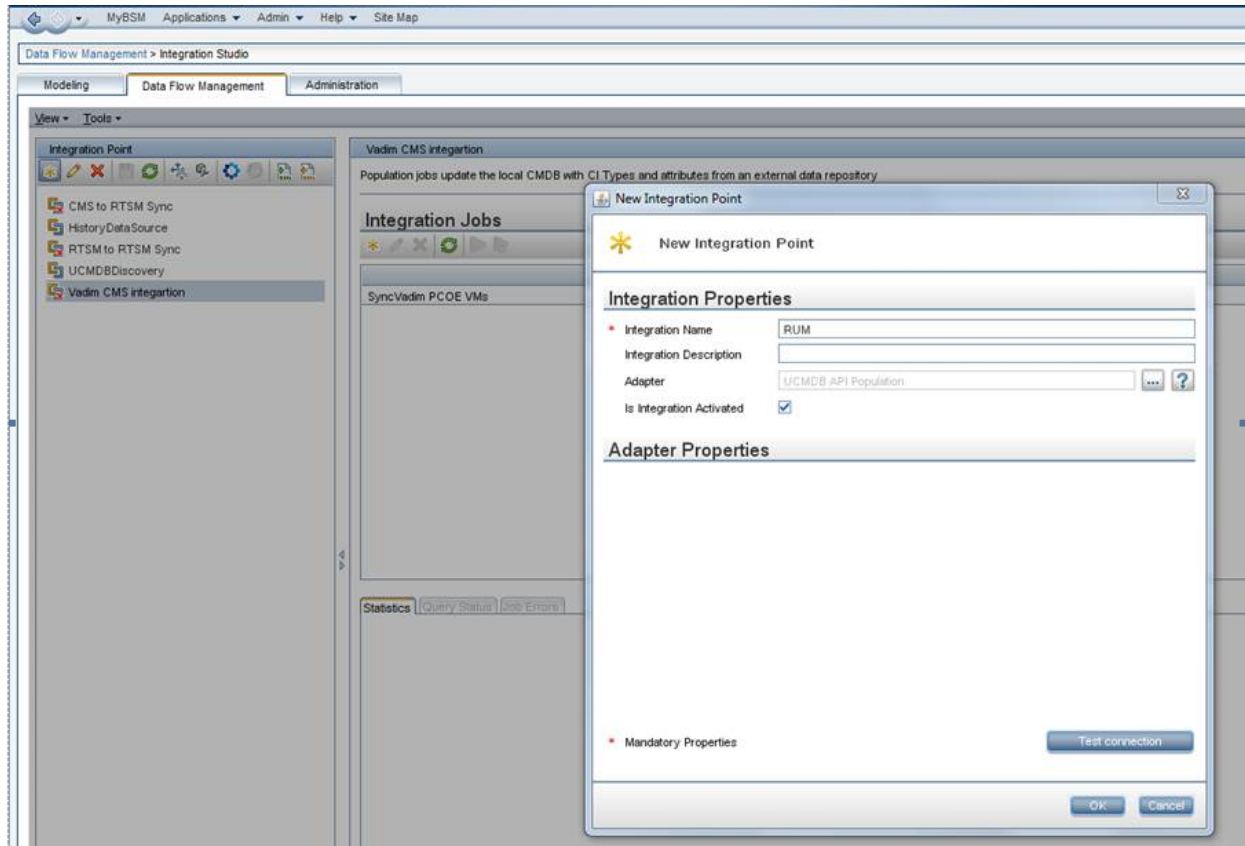 MyBSM Applications Admin Help Site Map
Data Flow Management > Integration Studio
Modeling Data Flow Management Administration
View Tools
Integration Point
CMS to RTSM Sync
HistoryDataSource
RTSM to RTSM Sync
UCMDBDiscovery
Vadim CMS integartion
Vadim CMS integartion
Population jobs update the local CMDB with CI Types and attributes from an external data repository
Integration Jobs
SyncVadim PCOE VMs
Statistics Query Status Job Errors
New Integration Point
New Integration Point
Integration Properties
* Integration Name RUM
Integration Description
Adapter UCMDB API Population ... ?
Is Integration Activated
Adapter Properties
* Mandatory Properties Test connection
OK Cancel